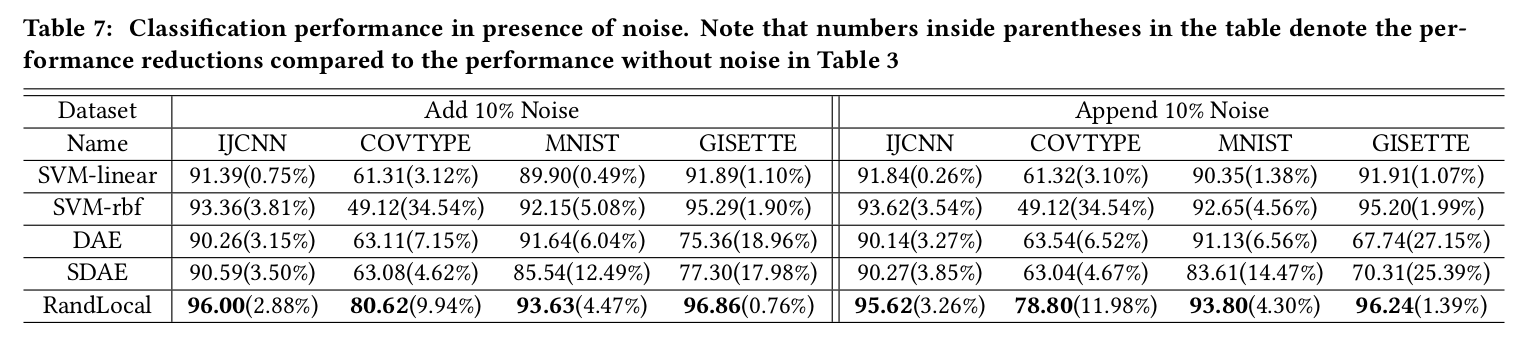 Table 7: Classification performance in presence of noise. Note that numbers inside parentheses in the table denote the per-
formance reductions compared to the performance without noise in Table 3
Dataset Add 10% Noise Append 10% Noise
Name IJCNN COVTYPE MNIST GISETTE IJCNN COVTYPE MNIST GISETTE
SVM-linear 91.39(0.75%) 61.31(3.12%) 89.90(0.49%) 91.89(1.10%) 91.84(0.26%) 61.32(3.10%) 90.35(1.38%) 91.91(1.07%)
SVM-rbf 93.36(3.81%) 49.12(34.54%) 92.15(5.08%) 95.29(1.90%) 93.62(3.54%) 49.12(34.54%) 92.65(4.56%) 95.20(1.99%)
DAE 90.26(3.15%) 63.11(7.15%) 91.64(6.04%) 75.36(18.96%) 90.14(3.27%) 63.54(6.52%) 91.13(6.56%) 67.74(27.15%)
SDAE 90.59(3.50%) 63.08(4.62%) 85.54(12.49%) 77.30(17.98%) 90.27(3.85%) 63.04(4.67%) 83.61(14.47%) 70.31(25.39%)
RandLocal 96.00(2.88%) 80.62(9.94%) 93.63(4.47%) 96.86(0.76%) 95.62(3.26%) 78.80(11.98%) 93.80(4.30%) 96.24(1.39%)